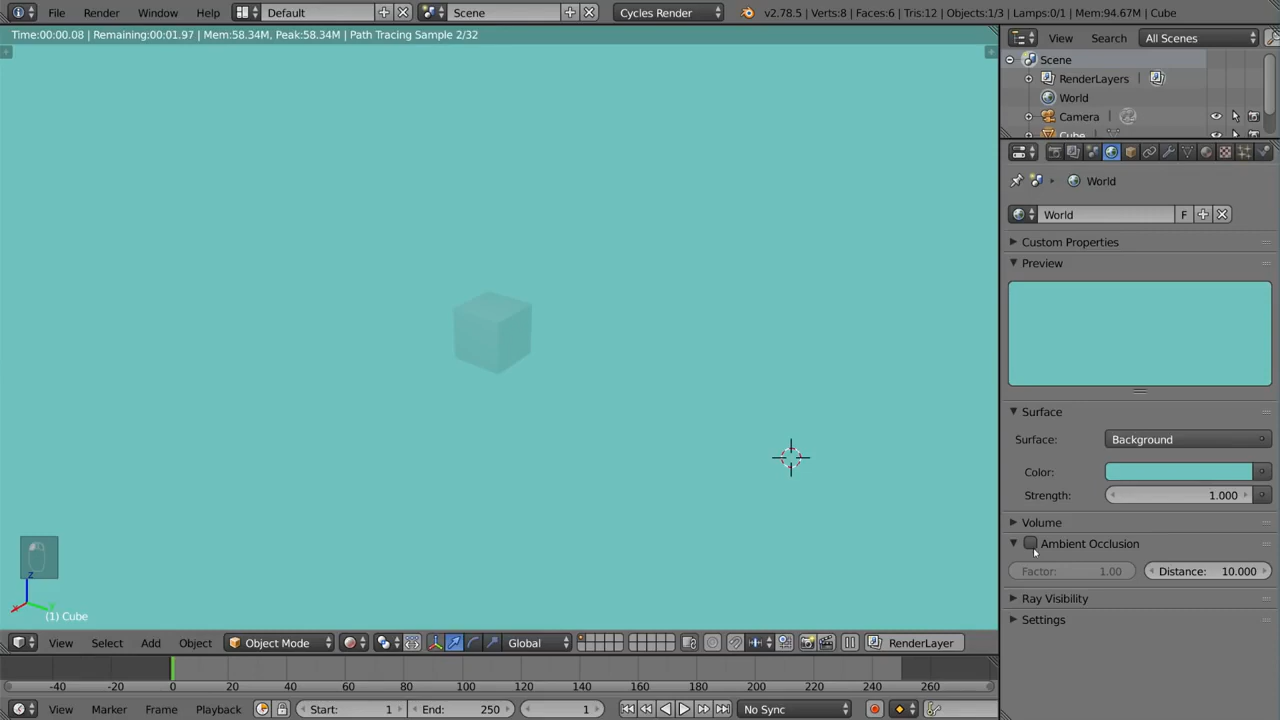 File Render Window Help Default Scene Cycles Render v2.78.5 | Verts:8 | Faces:6 | Tris:12 | Objects:1/3 | Lamps:0/1 | Mem:94.67M | Cube
Time:00:00.08 | Remaining:00:01.97 | Mem:58.34M, Peak:58.34M | Path Tracing Sample 2/32
View Search All Scenes
Scene
RenderLayers |
World
Camera |
Cube |
World
World F
Custom Properties
Preview
Surface
Surface: Background
Color:
Strength: 1.000
Volume
Ambient Occlusion
Factor: 1.00 Distance: 10.000
Ray Visibility
Settings
z
x y
(1) Cube
View Select Add Object Object Mode Global RenderLayer
-40 -20 0 20 40 60 80 100 120 140 160 180 200 220 240 260
View Marker Frame Playback Start: 1 End: 250 1 No Sync